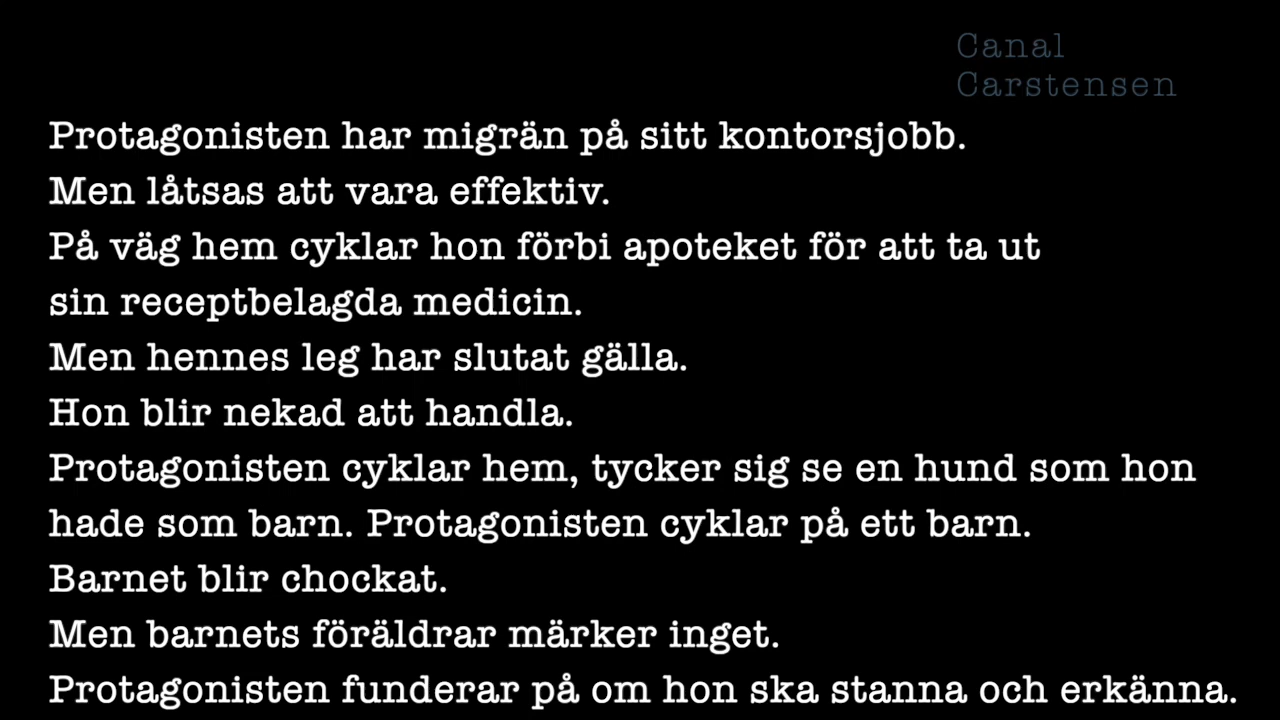 Canal
Carstensen
Protagonisten har migrän på sitt kontorsjobb.
Men låtsas att vara effektiv.
På väg hem cyklar hon förbi apoteket för att ta ut
sin receptbelagda medicin.
Men hennes leg har slutat gälla.
Hon blir nekad att handla.
Protagonisten cyklar hem, tycker sig se en hund som hon
hade som barn. Protagonisten cyklar på ett barn.
Barnet blir chockat.
Men barnets föräldrar märker inget.
Protagonisten funderar på om hon ska stanna och erkänna.